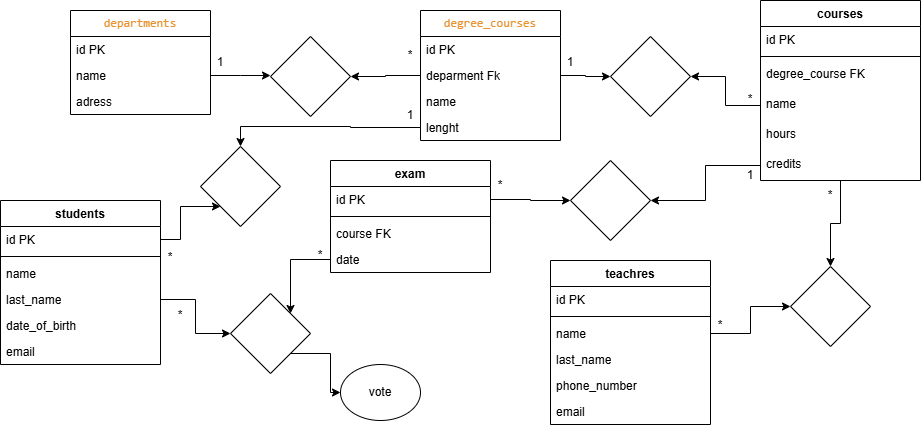 departments
id PK
name
adress
1
*
degree_courses
id PK
deparment Fk
name
lenght
1
1
*
courses
id PK
degree_course FK
name
hours
credits
1
*
exam
id PK
course FK
date
*
*
students
id PK
name
last_name
date_of_birth
email
*
*
vote
teachres
id PK
name
last_name
phone_number
email
*